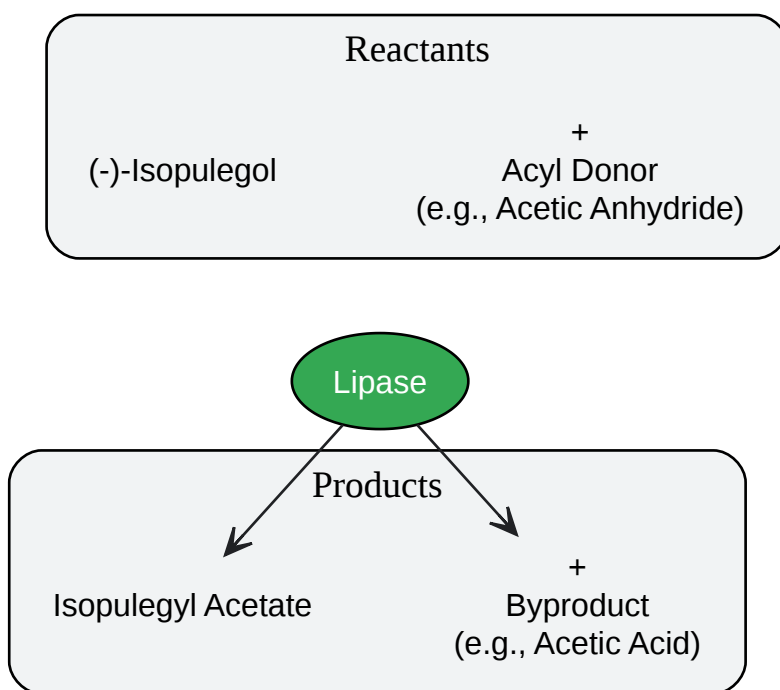 Reactants
(-)-Isopulegol
+
Acyl Donor
(e.g., Acetic Anhydride)
Lipase
Products
Isopulegyl Acetate
+
Byproduct
(e.g., Acetic Acid)